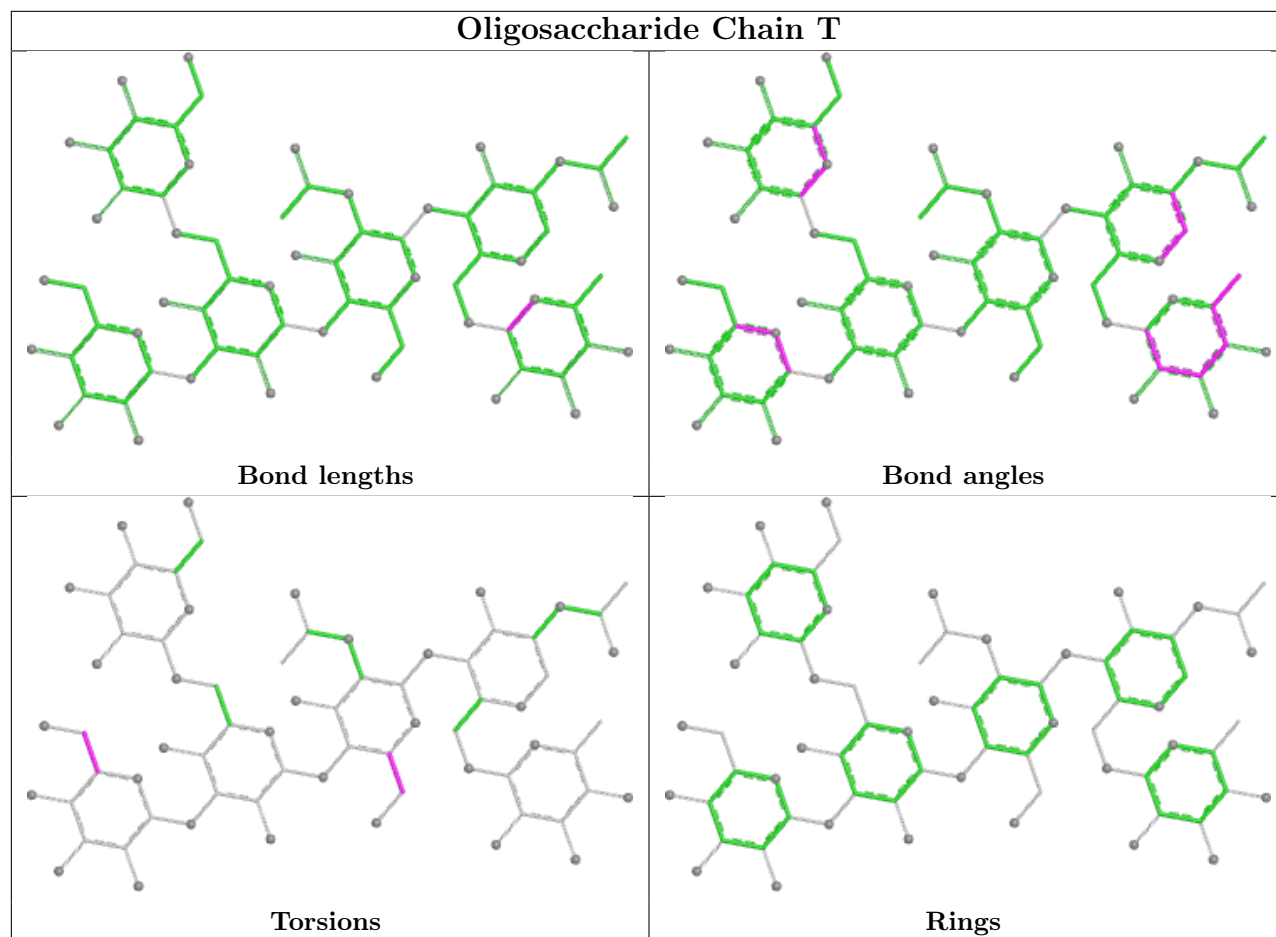 Oligosaccharide Chain T
Bond lengths
Bond angles
Torsions
Rings